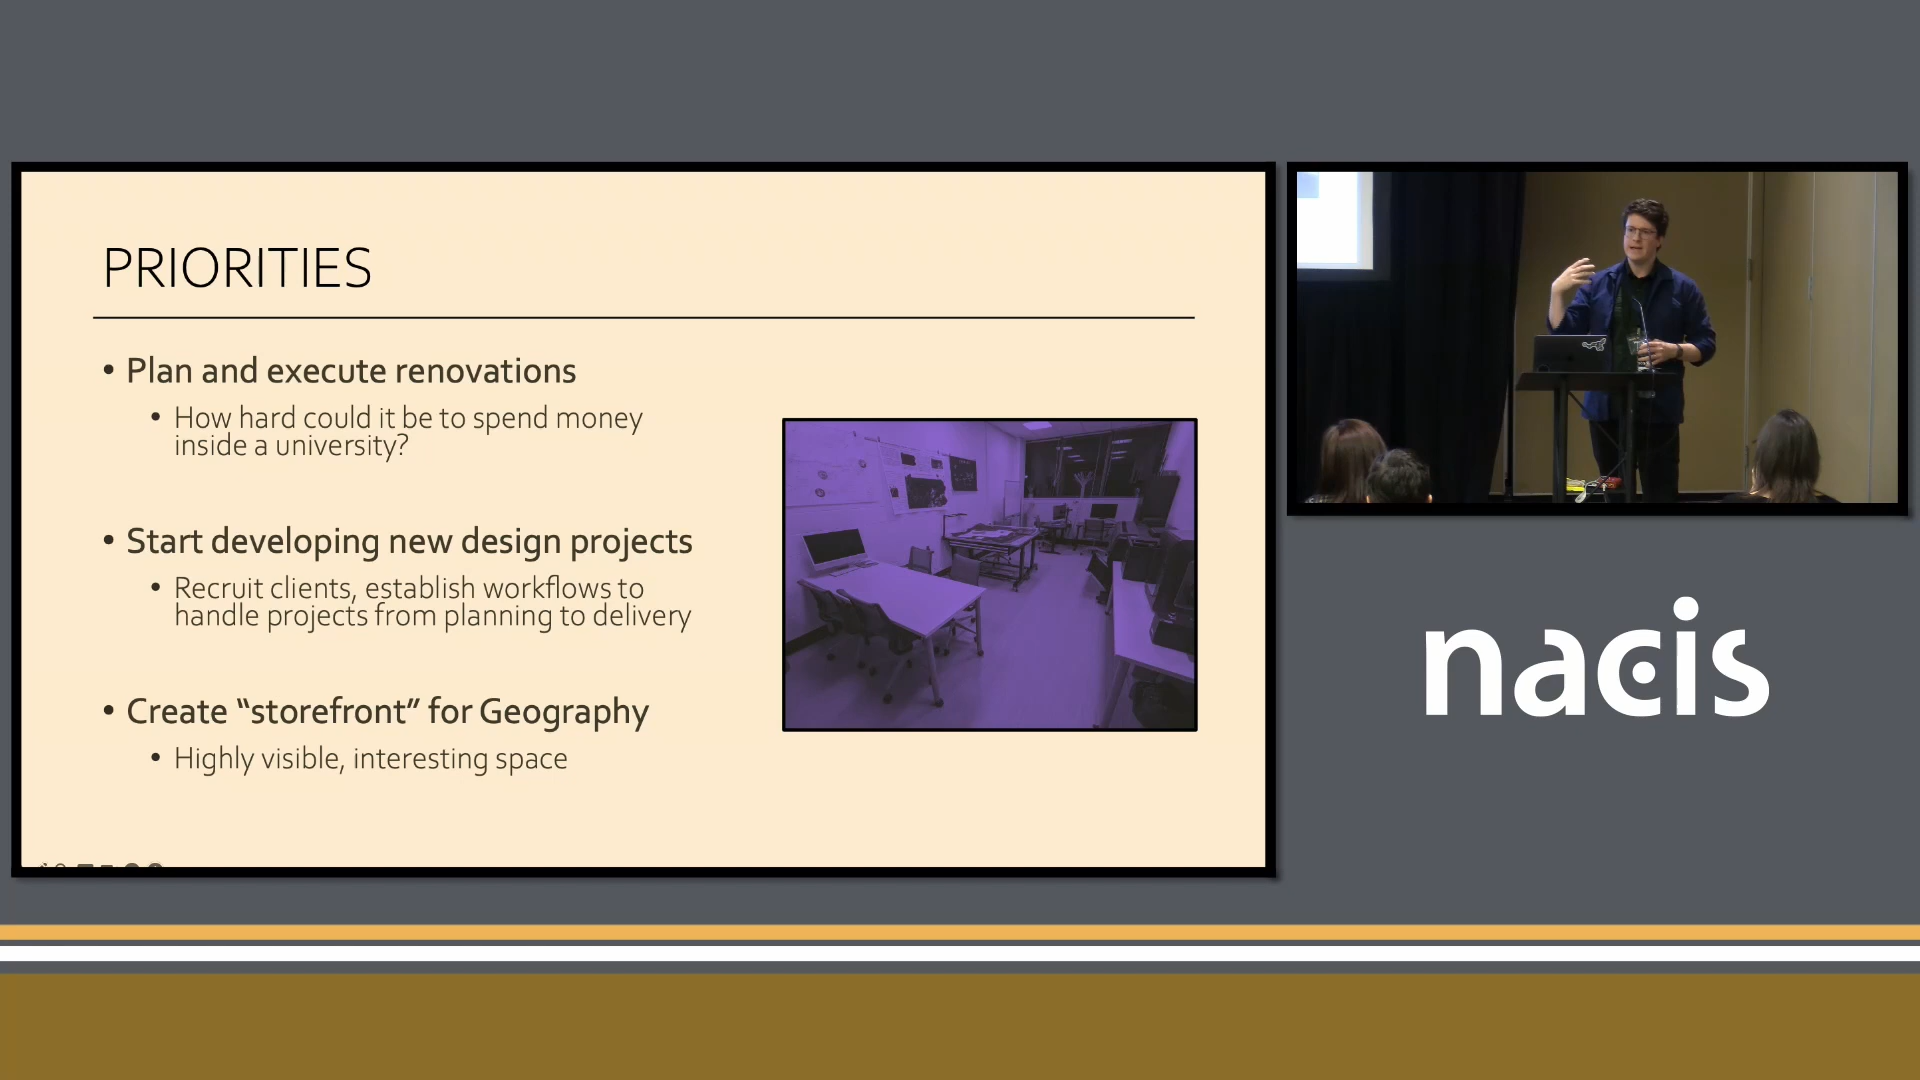 PRIORITIES
• Plan and execute renovations
• How hard could it be to spend money
inside a university?
• Start developing new design projects
• Recruit clients, establish workflows to
handle projects from planning to delivery
• Create “storefront” for Geography
• Highly visible, interesting space
nacis